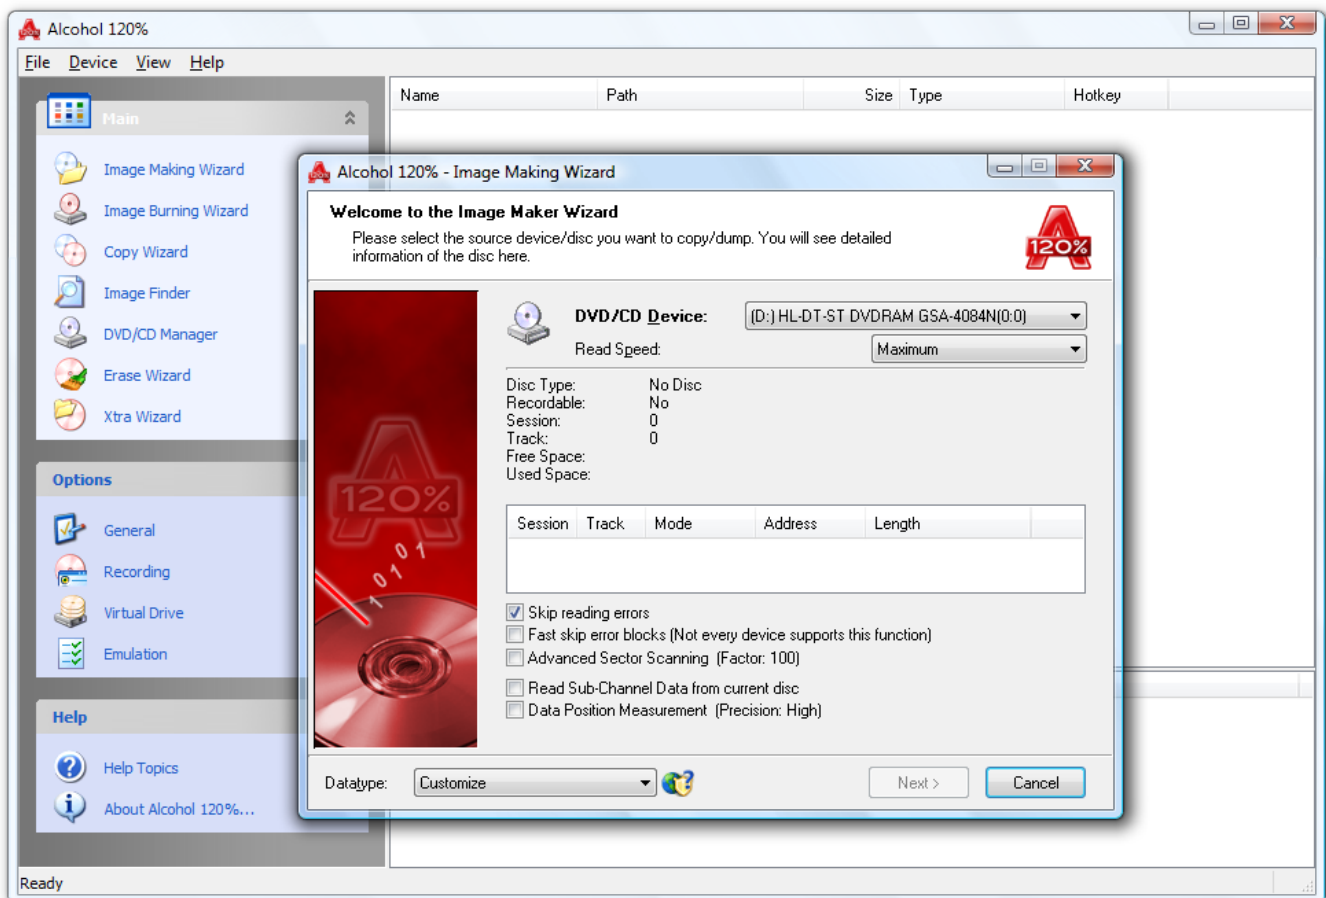 Alcohol 120%
File Device View Help
Main
Image Making Wizard
Image Burning Wizard
Copy Wizard
Image Finder
DVD/CD Manager
Erase Wizard
Xtra Wizard
Options
General
Recording
Virtual Drive
Emulation
Help
Help Topics
About Alcohol 120%...
Name Path Size Type Hotkey
Alcohol 120% - Image Making Wizard
Welcome to the Image Maker Wizard
Please select the source device/disc you want to copy/dump. You will see detailed
information of the disc here.
120%
120%
1 0 1 0 1
DVD/CD Device: (D:) HL-DT-ST DVDRAM GSA-4084N(0:0)
Read Speed: Maximum
Disc Type: No Disc
Recordable: No
Session: 0
Track: 0
Free Space:
Used Space:
Session Track Mode Address Length
Skip reading errors
Fast skip error blocks (Not every device supports this function)
Advanced Sector Scanning (Factor: 100)
Read Sub-Channel Data from current disc
Data Position Measurement (Precision: High)
Datatype: Customize Next > Cancel
Ready